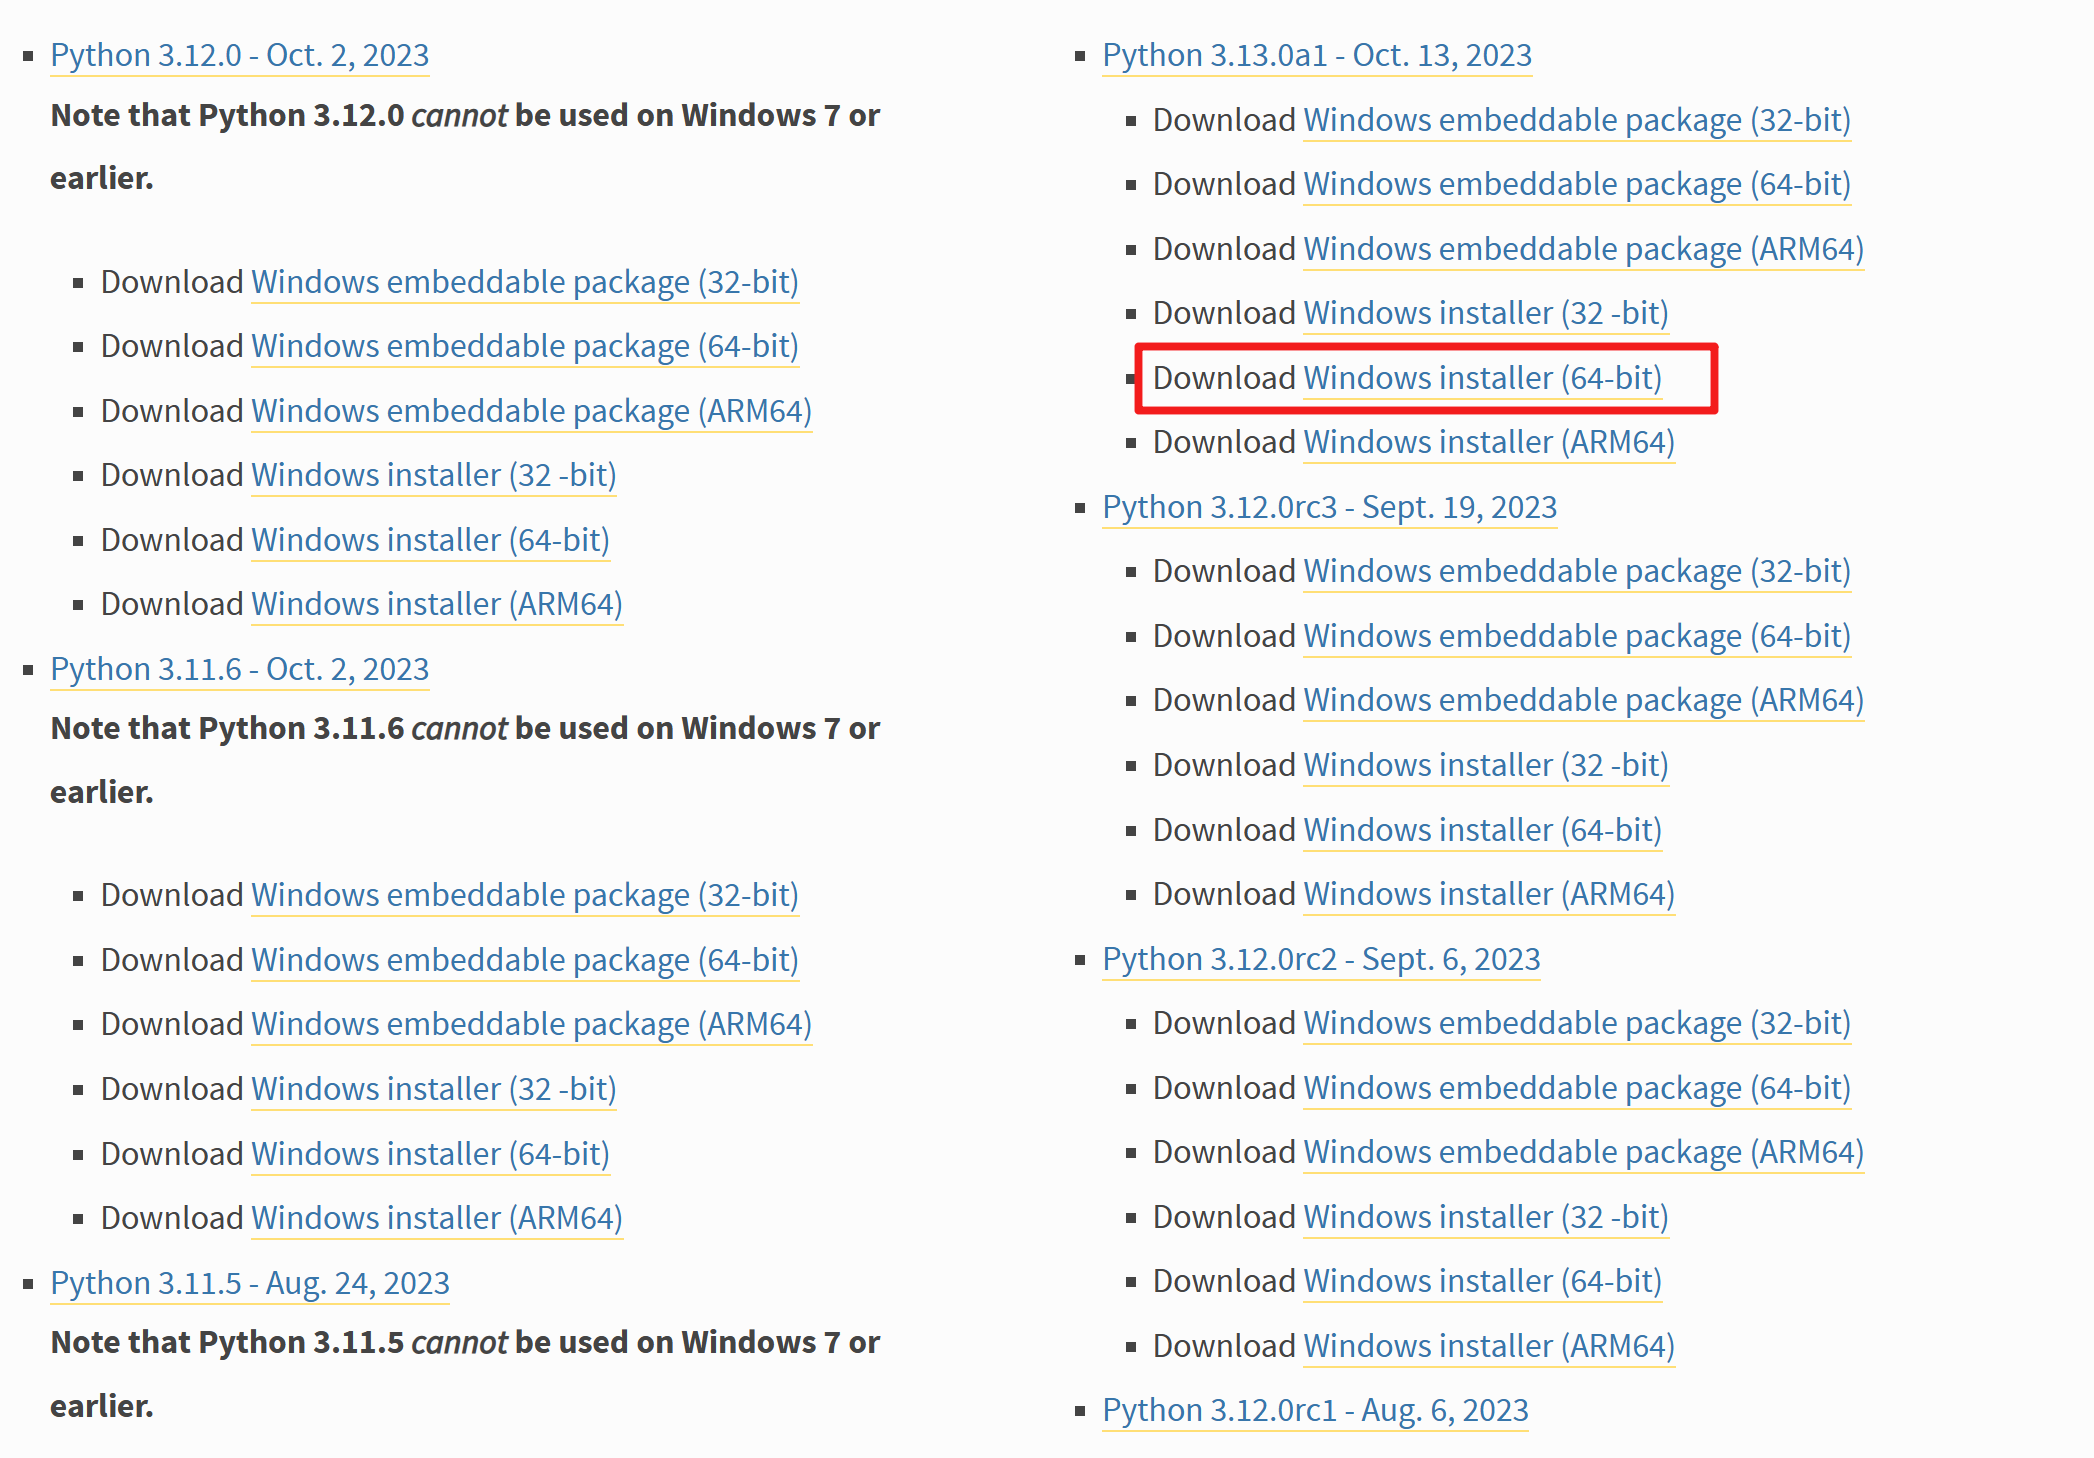 Python 3.12.0 - Oct. 2, 2023
Note that Python 3.12.0 cannot be used on Windows 7 or
earlier.
Download Windows embeddable package (32-bit)
Download Windows embeddable package (64-bit)
Download Windows embeddable package (ARM64)
Download Windows installer (32 -bit)
Download Windows installer (64-bit)
Download Windows installer (ARM64)
Python 3.11.6 - Oct. 2, 2023
Note that Python 3.11.6 cannot be used on Windows 7 or
earlier.
Download Windows embeddable package (32-bit)
Download Windows embeddable package (64-bit)
Download Windows embeddable package (ARM64)
Download Windows installer (32 -bit)
Download Windows installer (64-bit)
Download Windows installer (ARM64)
Python 3.11.5 - Aug. 24, 2023
Note that Python 3.11.5 cannot be used on Windows 7 or
earlier.
Python 3.13.0a1 - Oct. 13, 2023
Download Windows embeddable package (32-bit)
Download Windows embeddable package (64-bit)
Download Windows embeddable package (ARM64)
Download Windows installer (32 -bit)
Download Windows installer (64-bit)
Download Windows installer (ARM64)
Python 3.12.0rc3 - Sept. 19, 2023
Download Windows embeddable package (32-bit)
Download Windows embeddable package (64-bit)
Download Windows embeddable package (ARM64)
Download Windows installer (32 -bit)
Download Windows installer (64-bit)
Download Windows installer (ARM64)
Python 3.12.0rc2 - Sept. 6, 2023
Download Windows embeddable package (32-bit)
Download Windows embeddable package (64-bit)
Download Windows embeddable package (ARM64)
Download Windows installer (32 -bit)
Download Windows installer (64-bit)
Download Windows installer (ARM64)
Python 3.12.0rc1 - Aug. 6, 2023